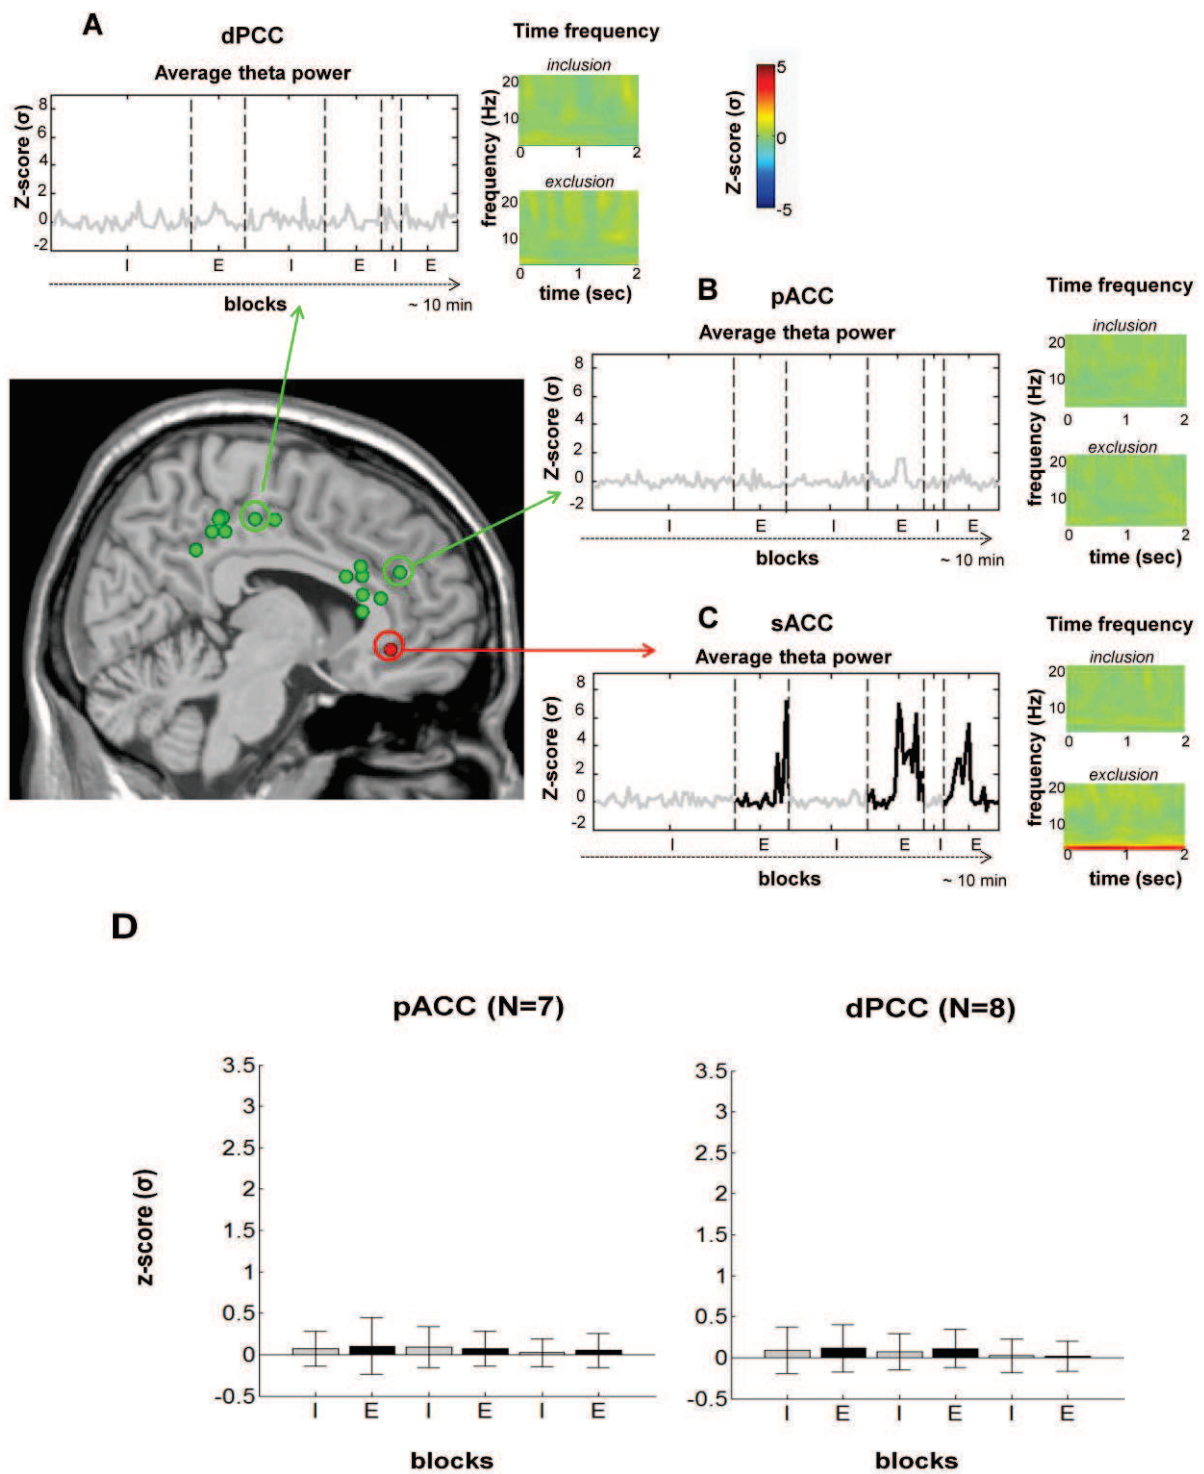 A
dPCC
Average theta power
Z-score (σ)
8
6
4
2
0
-2
I E I E I E
blocks
~ 10 min
Time frequency
inclusion
20
10
0 1 2
exclusion
20
10
0 1 2
frequency (Hz)
time (sec)
Z-score (σ)
5
0
-5
B
pACC
Average theta power
Z-score (σ)
8
6
4
2
0
-2
I E I E I E
blocks
~ 10 min
Time frequency
inclusion
20
10
0 1 2
exclusion
20
10
0 1 2
frequency (Hz)
time (sec)
C
sACC
Average theta power
Z-score (σ)
8
6
4
2
0
-2
I E I E I E
blocks
~ 10 min
Time frequency
inclusion
20
10
0 1 2
exclusion
20
10
0 1 2
frequency (Hz)
time (sec)
D
pACC (N=7)
z-score (σ)
3.5
3
2.5
2
1.5
1
0.5
0
-0.5
I E I E I E
blocks
dPCC (N=8)
3.5
3
2.5
2
1.5
1
0.5
0
-0.5
I E I E I E
blocks